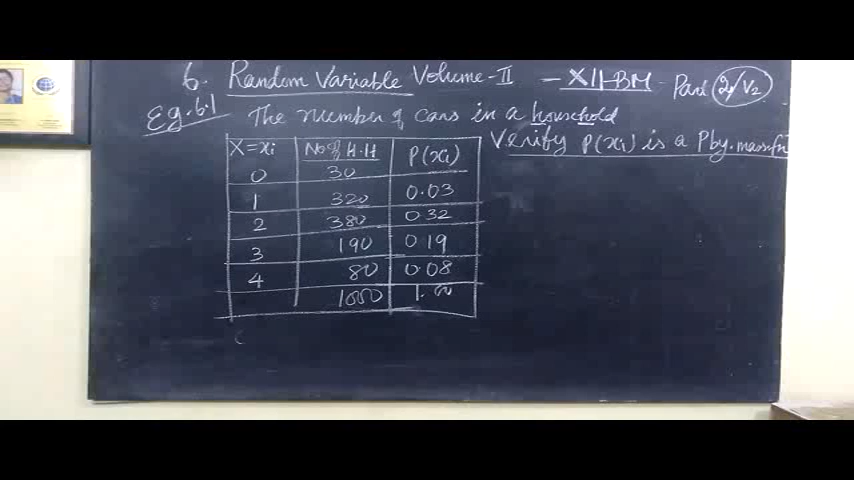 6. Random Variable Volume-II - XII-BM - Part 2/V2
Eg. 6.1 The number of cars in a household
Verify P(xi) is a Pby. massfn
X=xi No of H.H P(xi)
0 30
1 320 0.03
2 380 0.32
3 190 0.19
4 80 0.08
1000 1.00